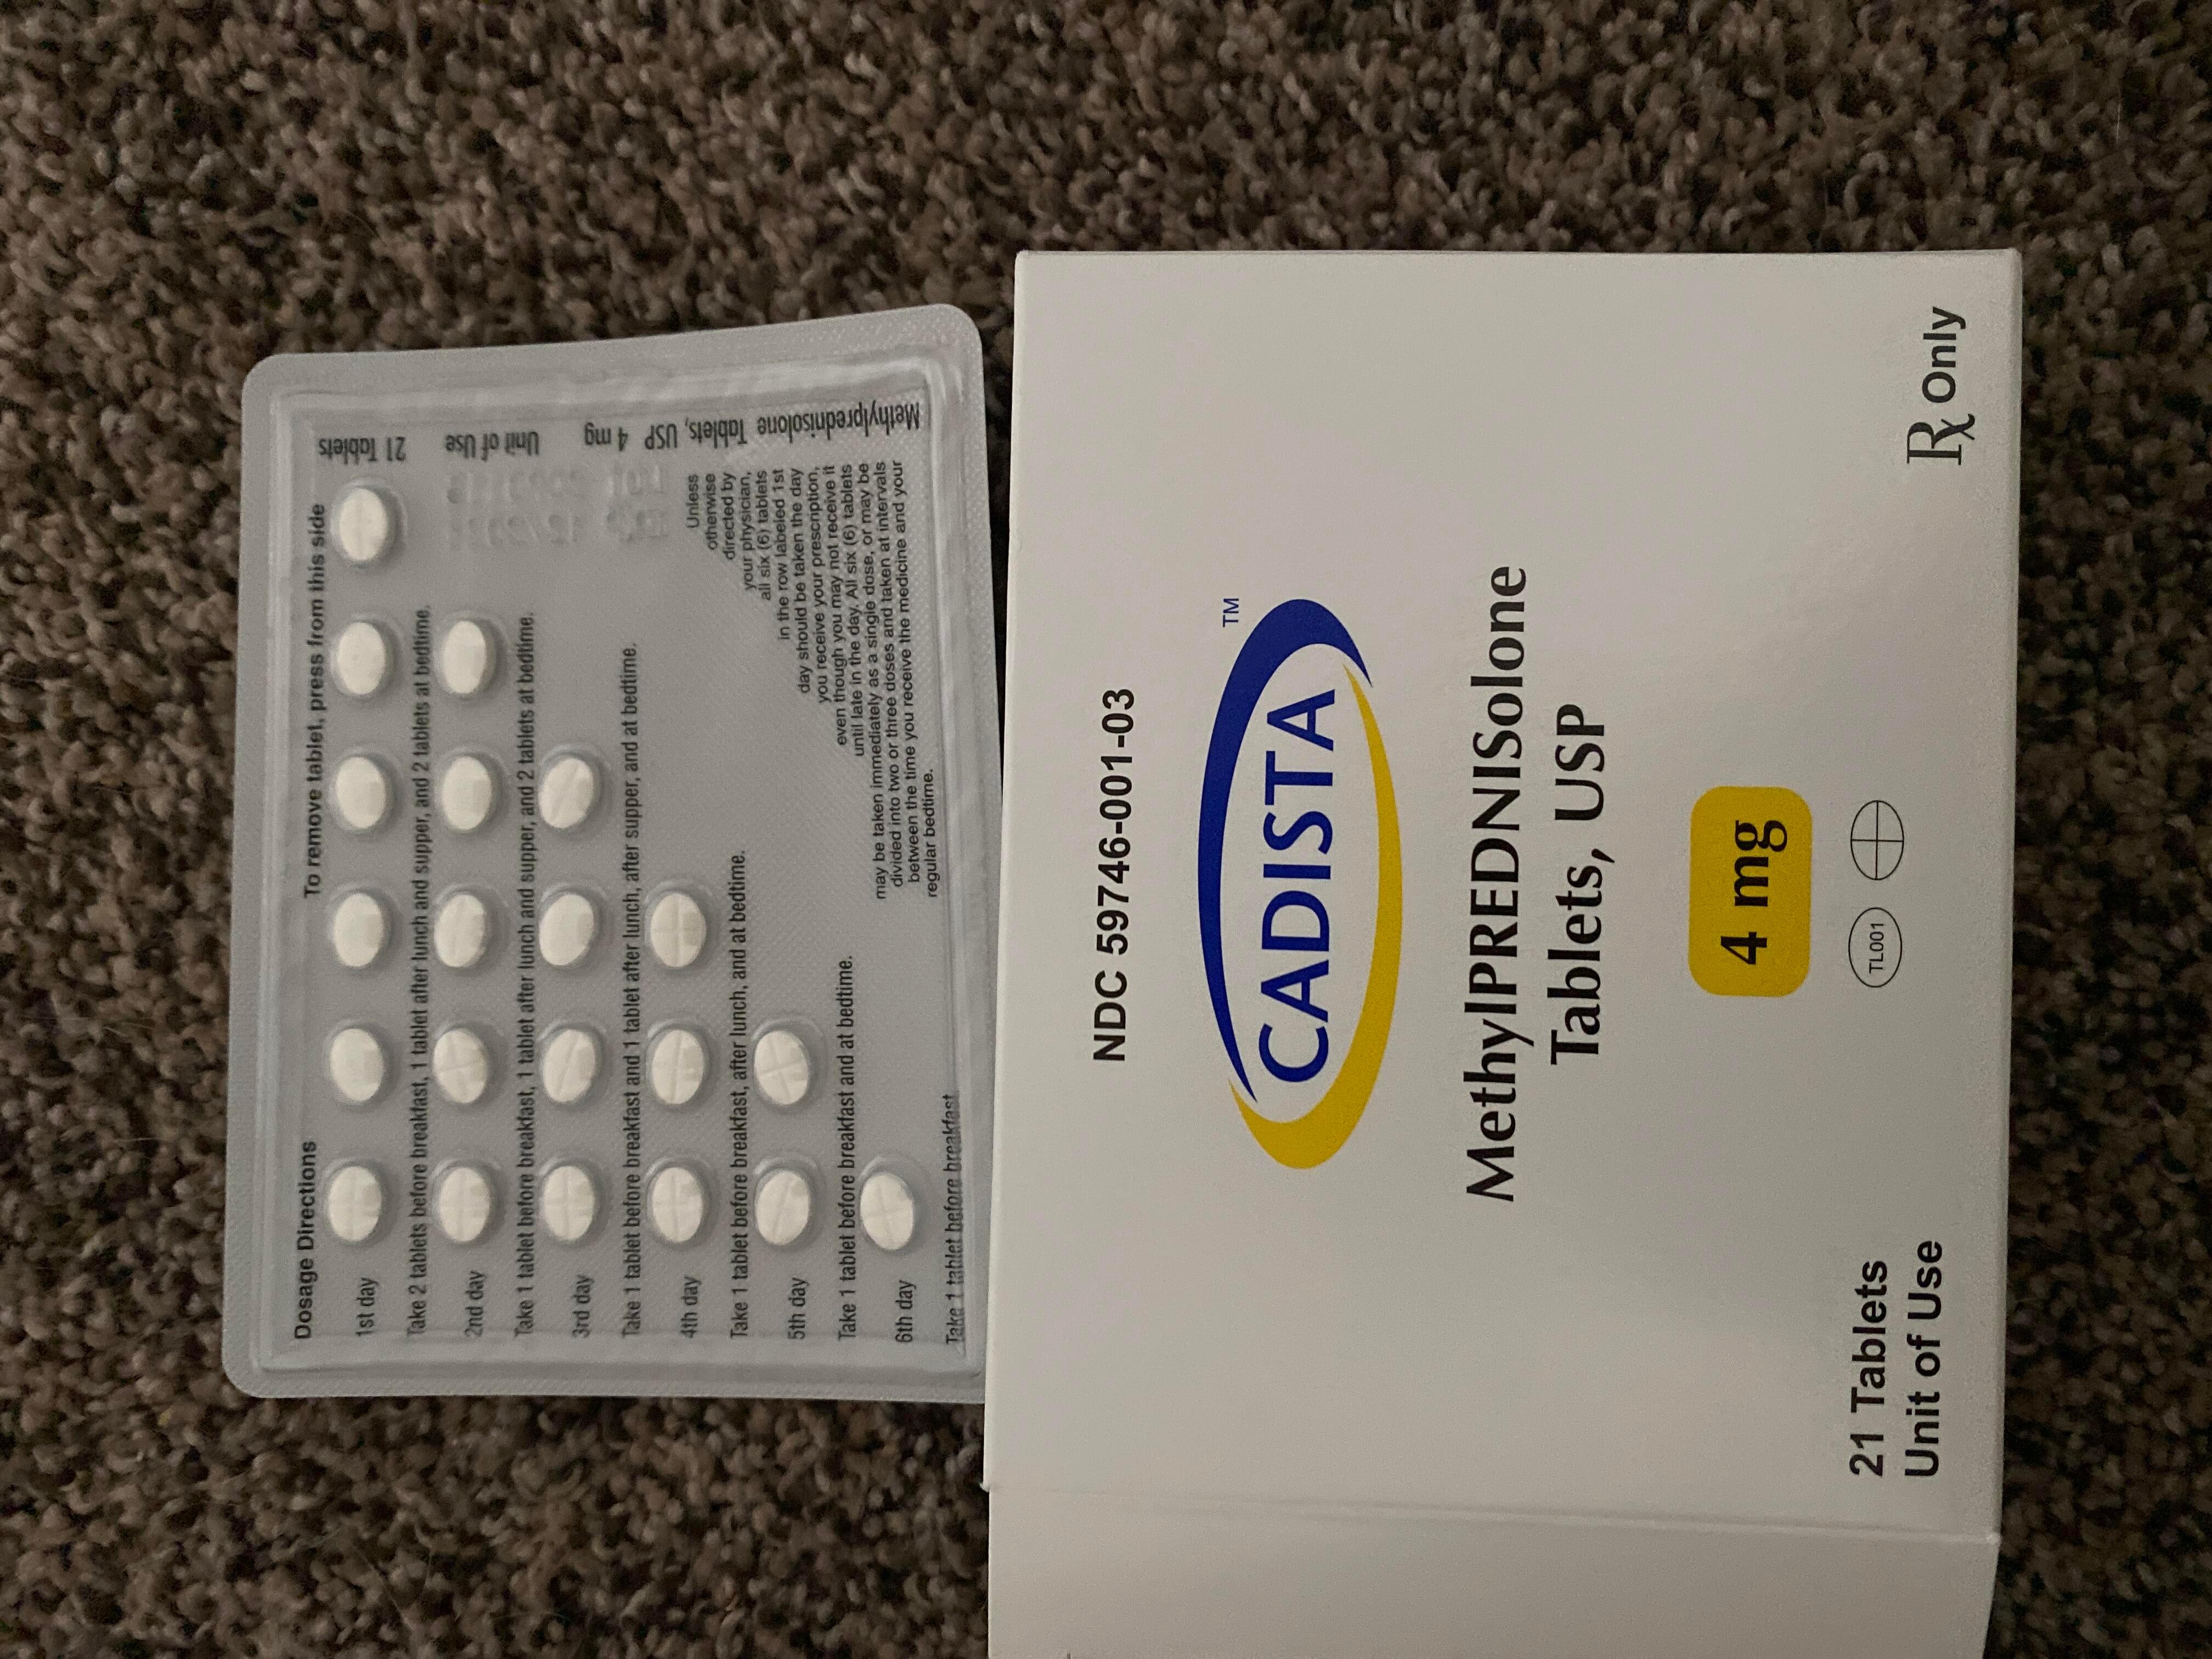 Dosage Directions
To remove tablet, press from this side
1st day
Take 2 tablets before breakfast, 1 tablet after lunch and supper, and 2 tablets at bedtime.
2nd day
Take 1 tablet before breakfast, 1 tablet after lunch and supper, and 2 tablets at bedtime.
3rd day
Take 1 tablet before breakfast and 1 tablet after lunch, after supper, and at bedtime.
4th day
Take 1 tablet before breakfast, after lunch, and at bedtime.
5th day
Take 1 tablet before breakfast and at bedtime.
6th day
Take 1 tablet before breakfast
Unless
otherwise
directed by
your physician,
all six (6) tablets
in the row labeled 1st
day should be taken the day
you receive your prescription,
even though you may not receive it
until late in the day. All six (6) tablets
may be taken immediately as a single dose, or may be
divided into two or three doses and taken at intervals
between the time you receive the medicine and your
regular bedtime.
Methylprednisolone Tablets, USP 4 mg
Unit of Use
21 Tablets
NDC 59746-001-03
CADISTA
TM
MethylPREDNISolone
Tablets, USP
4 mg
TL001
21 Tablets
Unit of Use
Rx Only